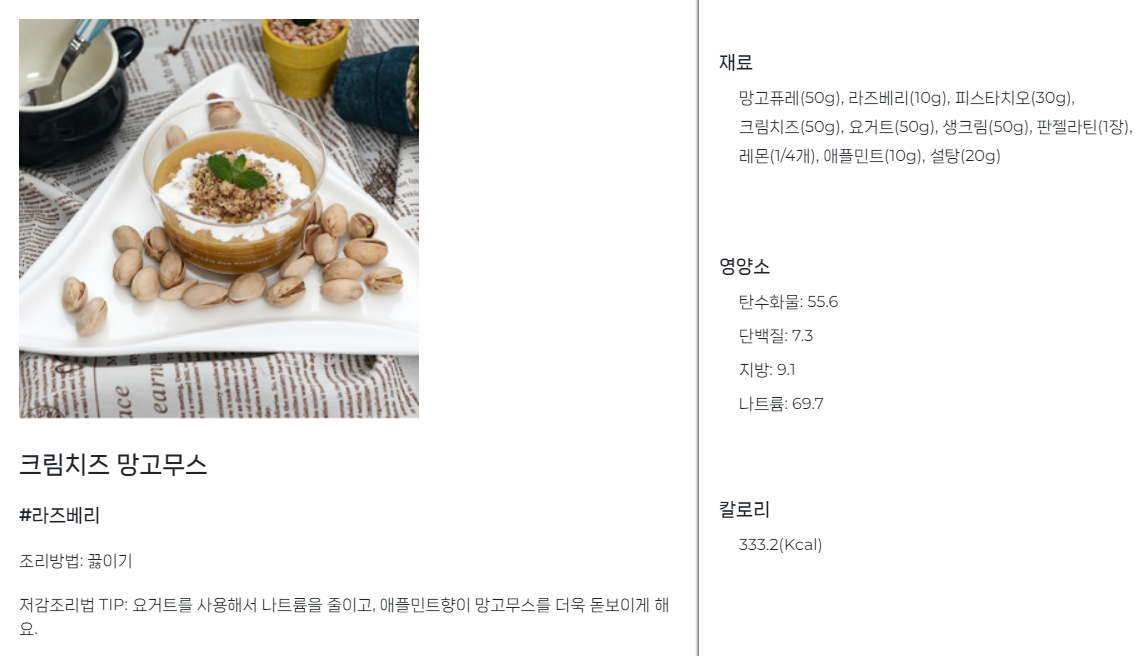 크림치즈 망고무스
#라즈베리
조리방법: 끓이기
저감조리법 TIP: 요거트를 사용해서 나트륨을 줄이고, 애플민트향이 망고무스를 더욱 돋보이게 해
요.
재료
망고퓨레(50g), 라즈베리(10g), 피스타치오(30g),
크림치즈(50g), 요거트(50g), 생크림(50g), 판젤라틴(1장),
레몬(1/4개), 애플민트(10g), 설탕(20g)
영양소
탄수화물: 55.6
단백질: 7.3
지방: 9.1
나트륨: 69.7
칼로리
333.2(Kcal)